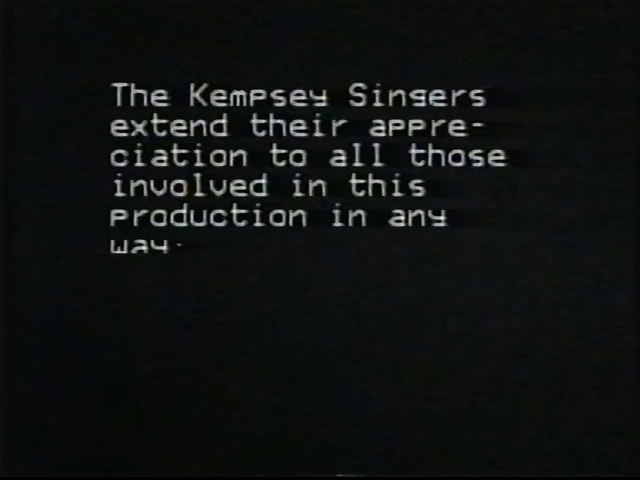 The Kempsey Singers
extend their appre-
ciation to all those
involved in this
production in any
way.